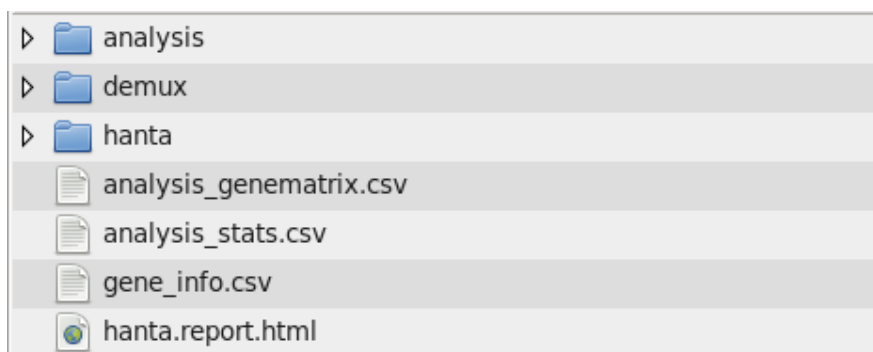 analysis
demux
hanta
analysis_genematrix.csv
analysis_stats.csv
gene_info.csv
hanta.report.html